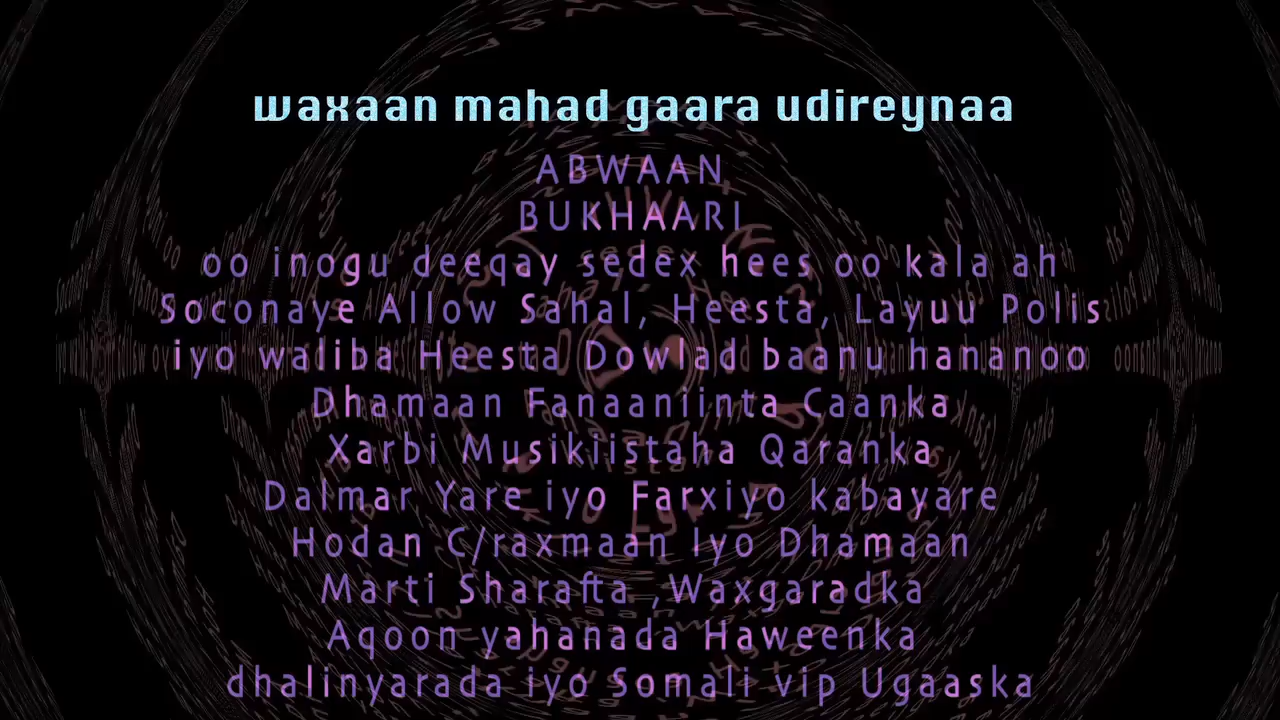 waxaan mahad gaara udireynaa
ABWAAN
BUKHAARI
oo inogu deeqay sedex hees oo kala ah
Soconaye Allow Sahal, Heesta, Layuu Polis
iyo waliba Heesta Dowlad baanu hananoo
Dhamaan Fanaaniinta Caanka
Xarbi Musikiistaha Qaranka
Dalmar Yare iyo Farxiyo kabayare
Hodan C/raxmaan Iyo Dhamaan
Marti Sharafta ,Waxgaradka
Aqoon yahanada Haweenka
dhalinyarada iyo Somali vip Ugaaska